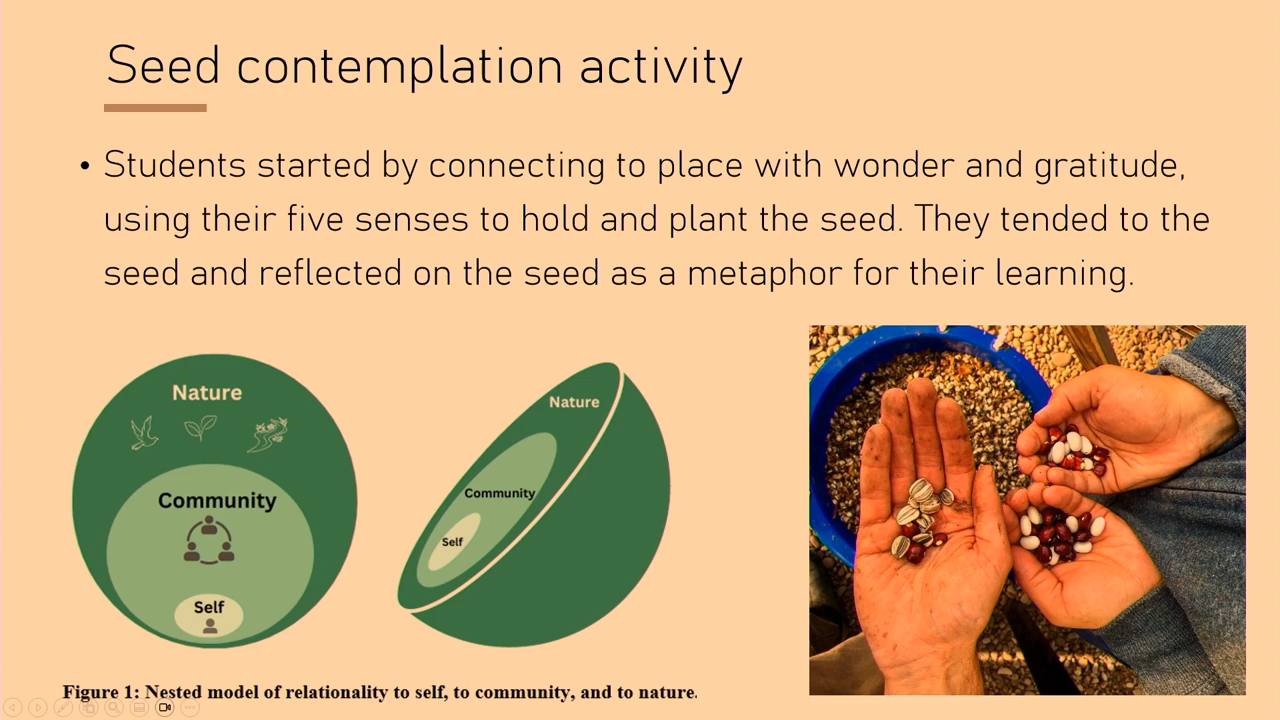 Seed contemplation activity
• Students started by connecting to place with wonder and gratitude,
using their five senses to hold and plant the seed. They tended to the
seed and reflected on the seed as a metaphor for their learning.
Nature
Community
Self
Nature
Community
Self
Figure 1: Nested model of relationality to self, to community, and to nature.